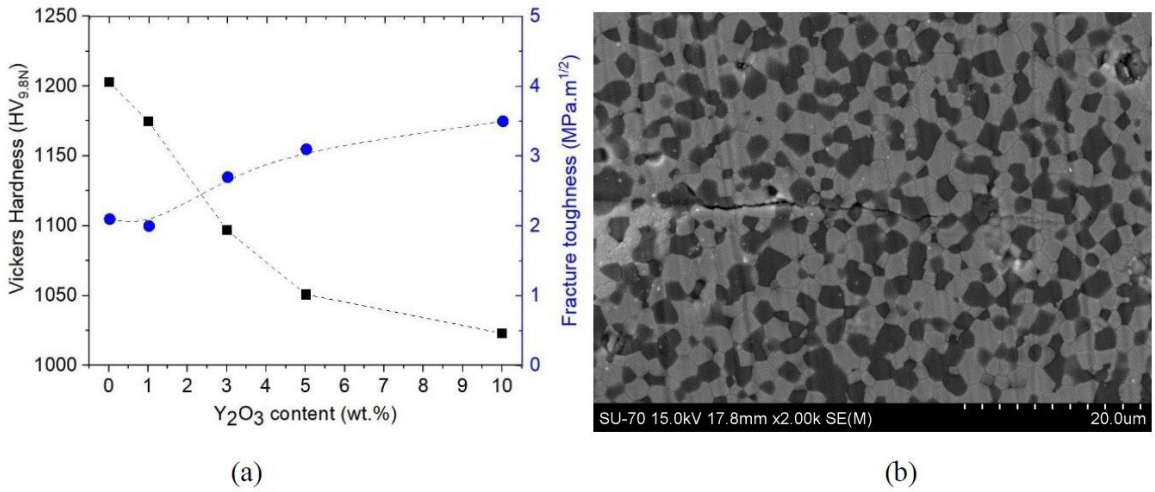 1250
1200
1150
1100
1050
1000
Vickers Hardness (HV9.8N)
0 1 2 3 4 5 6 7 8 9 10
Y2O3 content (wt.%)
5
4
3
2
1
0
Fracture toughness (MPa.m1/2)
(a)
SU-70 15.0kV 17.8mm x2.00k SE(M)
20.0um
(b)